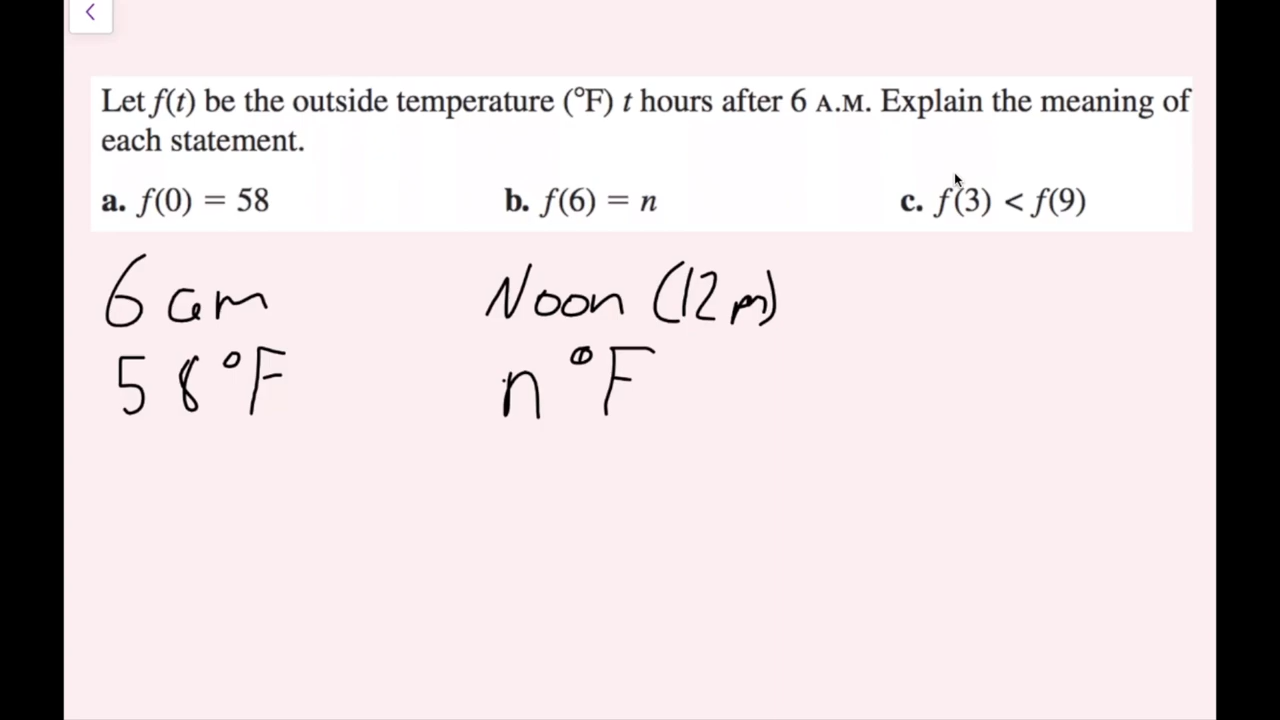 Let f(t) be the outside temperature (°F) t hours after 6 A.M. Explain the meaning of
each statement.
a. f(0) = 58 b. f(6) = n c. f(3) < f(9)
6 am Noon (12 pm)
58 °F n °F